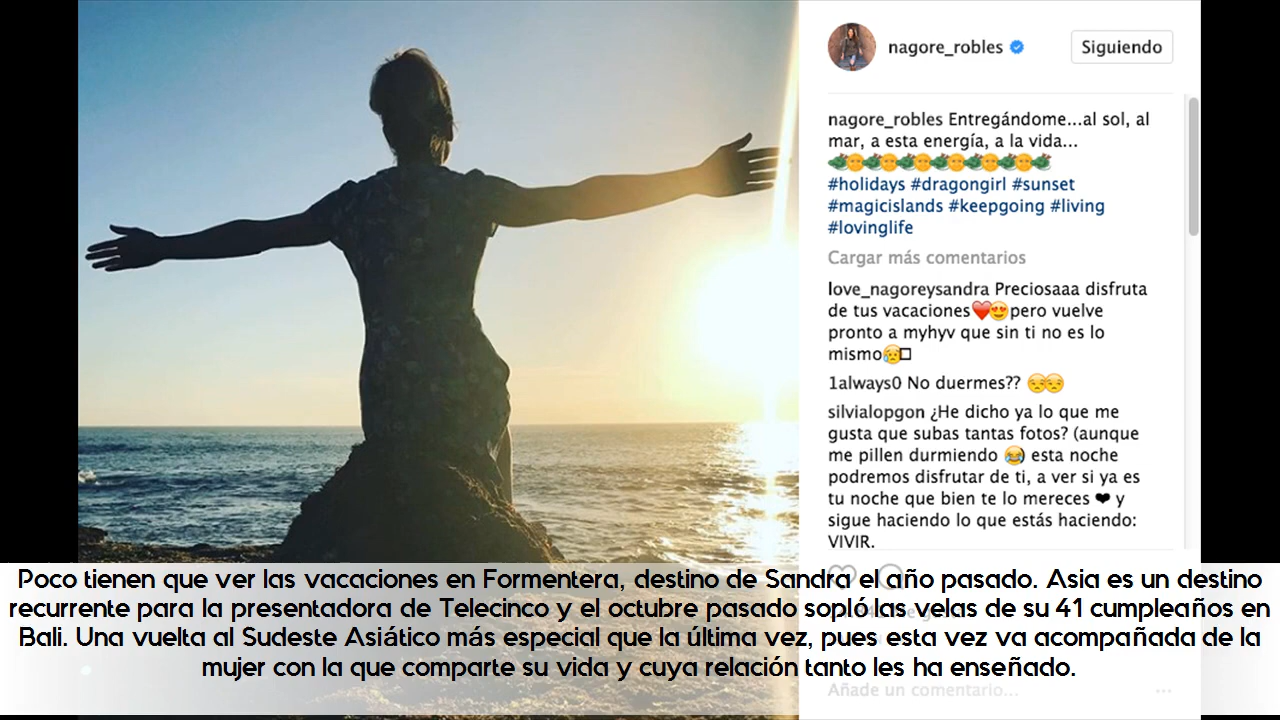 nagore_robles
Siguiendo
nagore_robles Entregándome...al sol, al
mar, a esta energía, a la vida...
#holidays #dragongirl #sunset
#magicislands #keepgoing #living
#lovinglife
Cargar más comentarios
love_nagoreysandra Preciosaaa disfruta
de tus vacaciones❤️😍pero vuelve
pronto a myhyv que sin ti no es lo
mismo😥
1always0 No duermes?? 😒😒
silvialopgon ¿He dicho ya lo que me
gusta que subas tantas fotos? (aunque
me pillen durmiendo 😂) esta noche
podremos disfrutar de ti, a ver si ya es
tu noche que bien te lo mereces ❤ y
sigue haciendo lo que estás haciendo:
VIVIR.
Poco tienen que ver las vacaciones en Formentera, destino de Sandra el año pasado. Asia es un destino
recurrente para la presentadora de Telecinco y el octubre pasado sopló las velas de su 41 cumpleaños en
Bali. Una vuelta al Sudeste Asiático más especial que la última vez, pues esta vez va acompañada de la
mujer con la que comparte su vida y cuya relación tanto les ha enseñado.
Añade un comentario...